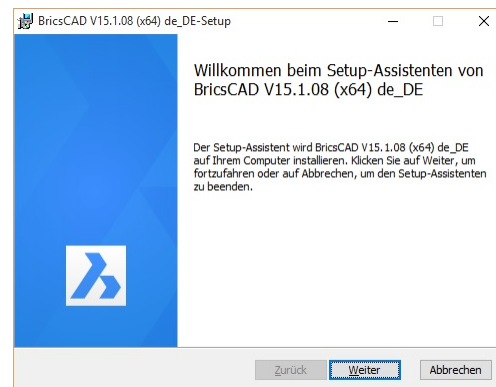 BricsCAD V15.1.08 (x64) de_DE-Setup
Willkommen beim Setup-Assistenten von
BricsCAD V15.1.08 (x64) de_DE
Der Setup-Assistent wird BricsCAD V15.1.08 (x64) de_DE
auf Ihrem Computer installieren. Klicken Sie auf Weiter, um
fortzufahren oder auf Abbrechen, um den Setup-Assistenten
zu beenden.
Zurück Weiter Abbrechen